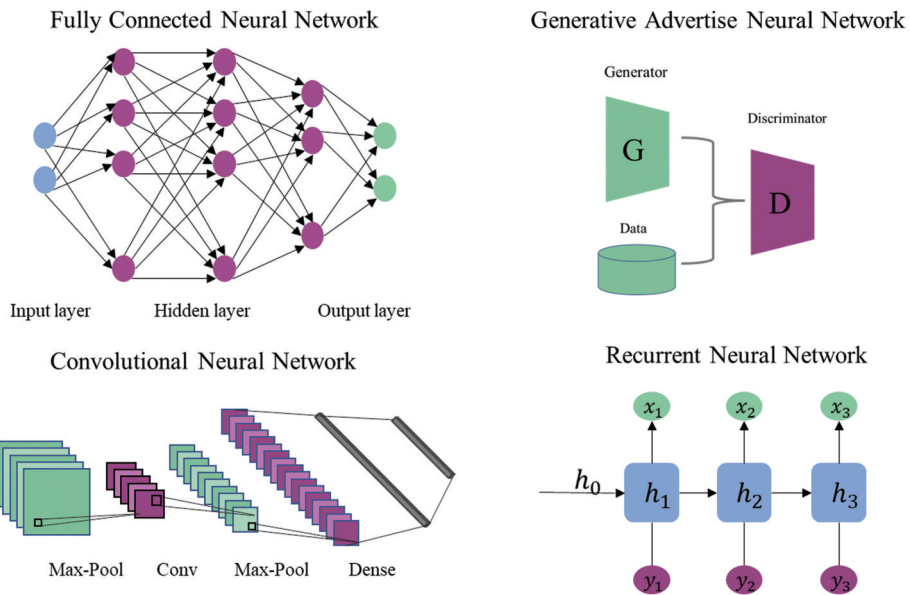 Fully Connected Neural Network
Input layer Hidden layer Output layer
Generative Advertise Neural Network
Generator
G
Discriminator
D
Data
Convolutional Neural Network
Max-Pool Conv Max-Pool Dense
Recurrent Neural Network
x₁ x₂ x₃
h₀ h₁ h₂ h₃
y₁ y₂ y₃